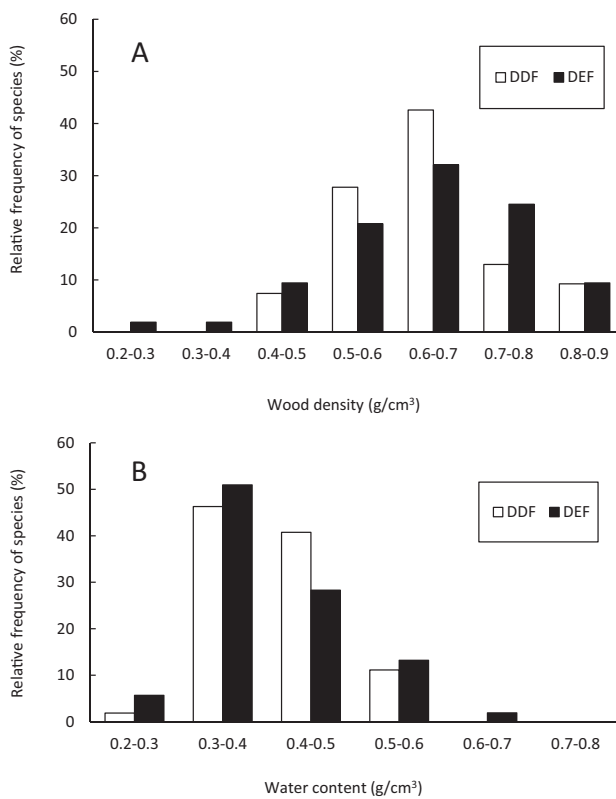 A
DDF DEF
Relative frequency of species (%)
60
50
40
30
20
10
0
0.2-0.3 0.3-0.4 0.4-0.5 0.5-0.6 0.6-0.7 0.7-0.8 0.8-0.9
Wood density (g/cm³)
B
DDF DEF
Relative frequency of species (%)
60
50
40
30
20
10
0
0.2-0.3 0.3-0.4 0.4-0.5 0.5-0.6 0.6-0.7 0.7-0.8
Water content (g/cm³)